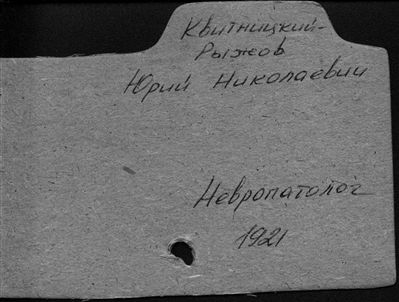 Квитницкий-
Рыжов
Юрий Николаевич
Невропатолог
1921